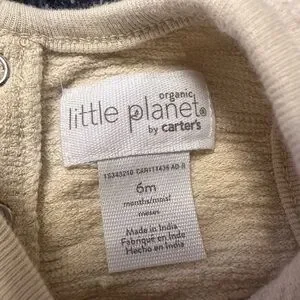 organic
little planet®
by carter's
6m
months/mois/
meses
Made in India
Fabriqué en Inde
Hecho en India